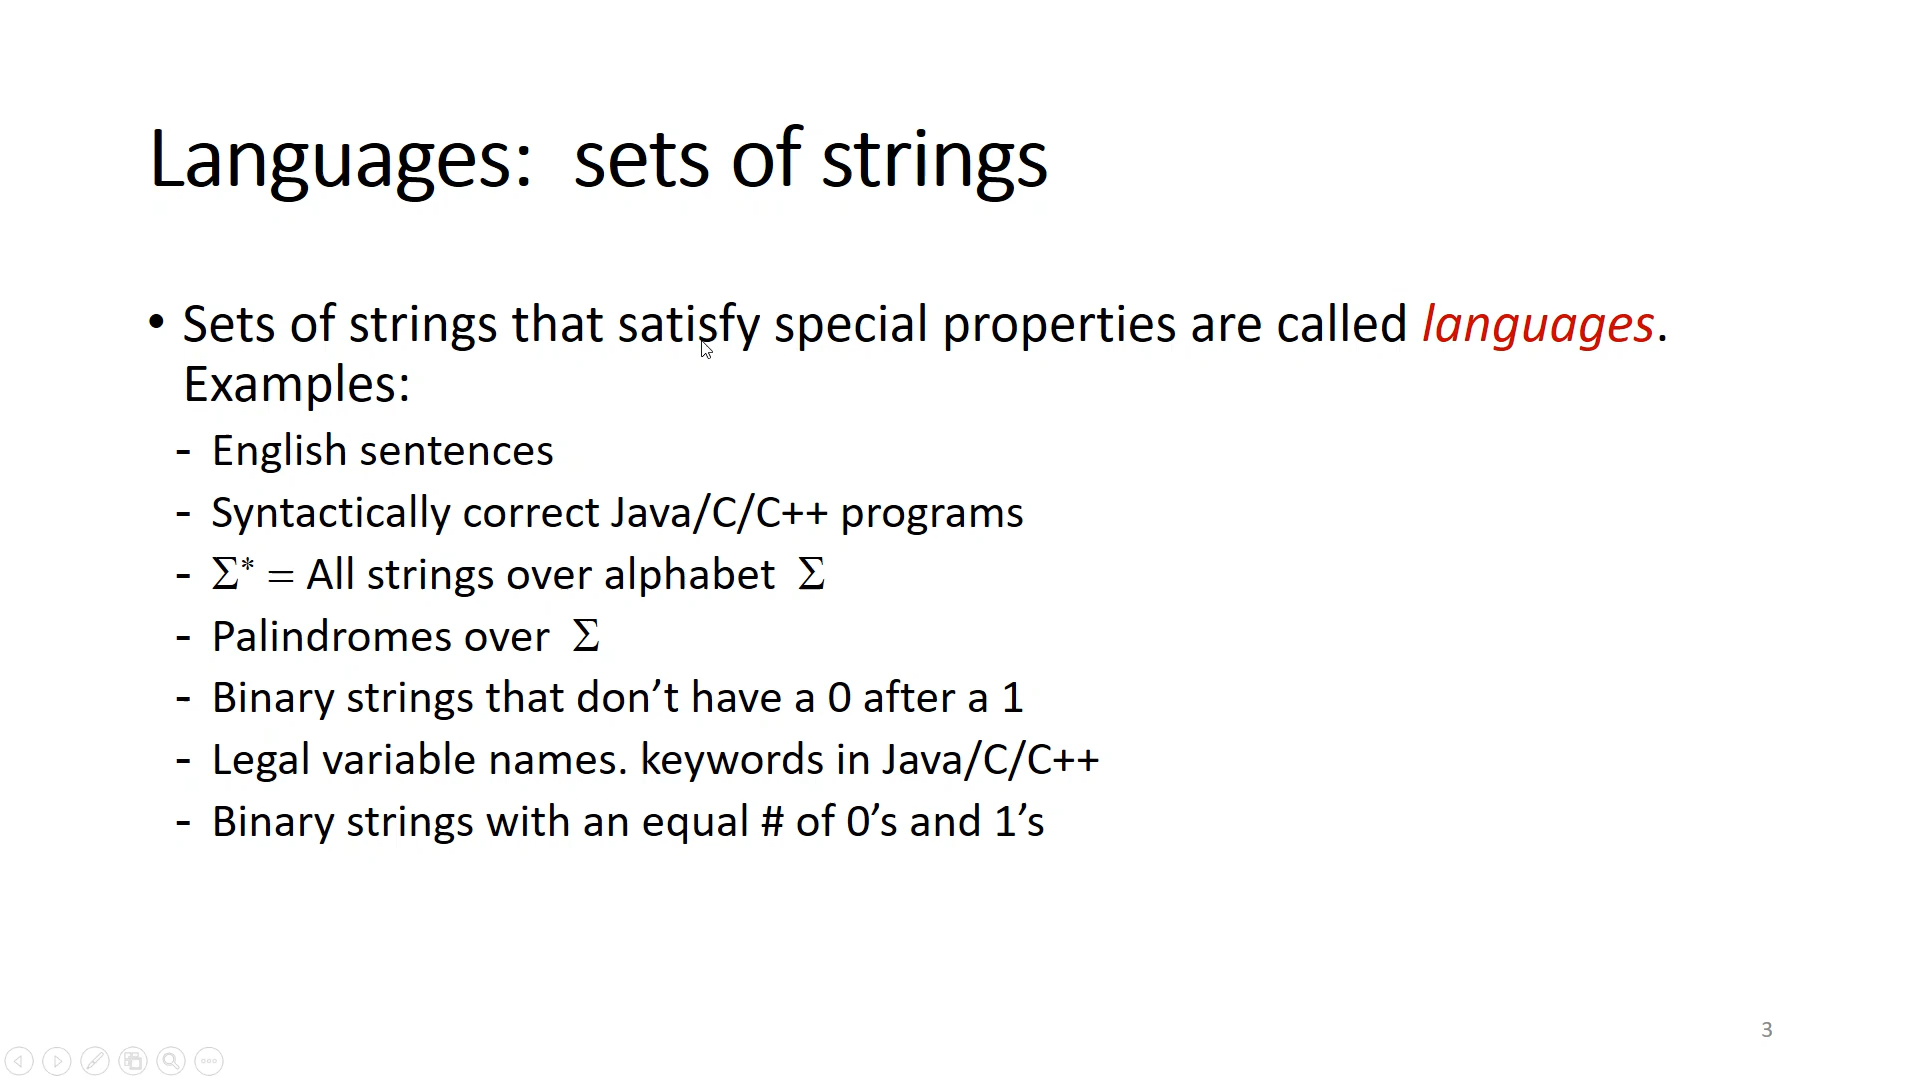 Languages: sets of strings
• Sets of strings that satisfy special properties are called languages.
Examples:
- English sentences
- Syntactically correct Java/C/C++ programs
- Σ* = All strings over alphabet Σ
- Palindromes over Σ
- Binary strings that don’t have a 0 after a 1
- Legal variable names. keywords in Java/C/C++
- Binary strings with an equal # of 0’s and 1’s
3